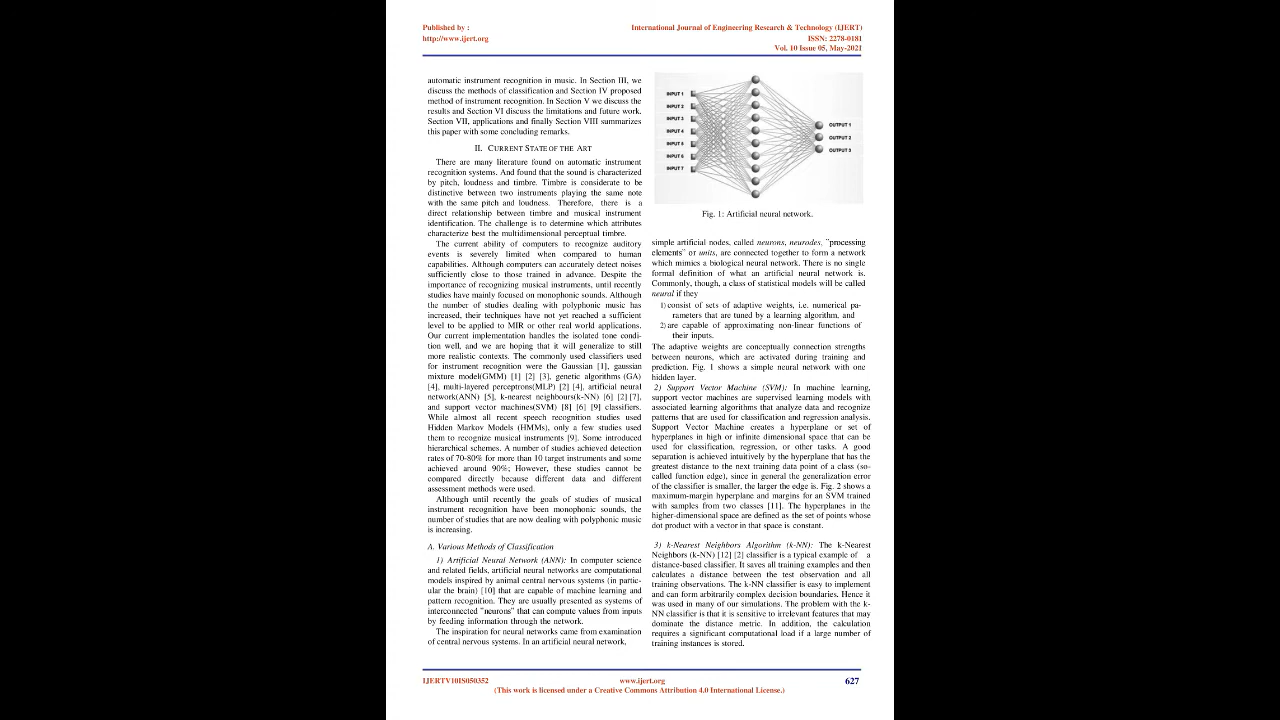 Published by :
International Journal of Engineering Research & Technology (IJERT)
http://www.ijert.org
ISSN: 2278-0181
Vol. 10 Issue 05, May-2021
automatic instrument recognition in music. In Section III, we
discuss the methods of classification and Section IV proposed
method of instrument recognition. In Section V we discuss the
results and Section VI discuss the limitations and future work.
Section VII, applications and finally Section VIII summarizes
this paper with some concluding remarks.
II. CURRENT STATE OF THE ART
There are many literature found on automatic instrument
recognition systems. And found that the sound is characterized
by pitch, loudness and timbre. Timbre is considerate to be
distinctive between two instruments playing the same note
with the same pitch and loudness. Therefore, there is a
direct relationship between timbre and musical instrument
identification. The challenge is to determine which attributes
characterize best the multidimensional perceptual timbre.
The current ability of computers to recognize auditory
events is severely limited when compared to human
capabilities. Although computers can accurately detect noises
sufficiently close to those trained in advance. Despite the
importance of recognizing musical instruments, until recently
studies have mainly focused on monophonic sounds. Although
the number of studies dealing with polyphonic music has
increased, their techniques have not yet reached a sufficient
level to be applied to MIR or other real world applications.
Our current implementation handles the isolated tone condi-
tion well, and we are hoping that it will generalize to still
more realistic contexts. The commonly used classifiers used
for instrument recognition were the Gaussian [1], gaussian
mixture model(GMM) [1] [2] [3], genetic algorithms (GA)
[4], multi-layered perceptrons(MLP) [2] [4], artificial neural
network(ANN) [5], k-nearest neighbours(k-NN) [6] [2] [7],
and support vector machines(SVM) [8] [6] [9] classifiers.
While almost all recent speech recognition studies used
Hidden Markov Models (HMMs), only a few studies used
them to recognize musical instruments [9]. Some introduced
hierarchical schemes. A number of studies achieved detection
rates of 70-80% for more than 10 target instruments and some
achieved around 90%; However, these studies cannot be
compared directly because different data and different
assessment methods were used.
Although until recently the goals of studies of musical
instrument recognition have been monophonic sounds, the
number of studies that are now dealing with polyphonic music
is increasing.
A. Various Methods of Classification
1) Artificial Neural Network (ANN): In computer science
and related fields, artificial neural networks are computational
models inspired by animal central nervous systems (in partic-
ular the brain) [10] that are capable of machine learning and
pattern recognition. They are usually presented as systems of
interconnected "neurons" that can compute values from inputs
by feeding information through the network.
The inspiration for neural networks came from examination
of central nervous systems. In an artificial neural network,
INPUT 1
INPUT 2
INPUT 3
INPUT 4
INPUT 5
INPUT 6
INPUT 7
OUTPUT 1
OUTPUT 2
OUTPUT 3
Fig. 1: Artificial neural network.
simple artificial nodes, called neurons, neurodes, "processing
elements" or units, are connected together to form a network
which mimics a biological neural network. There is no single
formal definition of what an artificial neural network is.
Commonly, though, a class of statistical models will be called
neural if they
1) consist of sets of adaptive weights, i.e. numerical pa-
rameters that are tuned by a learning algorithm, and
2) are capable of approximating non-linear functions of
their inputs.
The adaptive weights are conceptually connection strengths
between neurons, which are activated during training and
prediction. Fig. 1 shows a simple neural network with one
hidden layer.
2) Support Vector Machine (SVM): In machine learning,
support vector machines are supervised learning models with
associated learning algorithms that analyze data and recognize
patterns that are used for classification and regression analysis.
Support Vector Machine creates a hyperplane or set of
hyperplanes in high or infinite dimensional space that can be
used for classification, regression, or other tasks. A good
separation is achieved intuitively by the hyperplane that has the
greatest distance to the next training data point of a class (so-
called function edge), since in general the generalization error
of the classifier is smaller, the larger the edge is. Fig. 2 shows a
maximum-margin hyperplane and margins for an SVM trained
with samples from two classes [11]. The hyperplanes in the
higher-dimensional space are defined as the set of points whose
dot product with a vector in that space is constant.
3) k-Nearest Neighbors Algorithm (k-NN): The k-Nearest
Neighbors (k-NN) [12] [2] classifier is a typical example of a
distance-based classifier. It saves all training examples and then
calculates a distance between the test observation and all
training observations. The k-NN classifier is easy to implement
and can form arbitrarily complex decision boundaries. Hence it
was used in many of our simulations. The problem with the k-
NN classifier is that it is sensitive to irrelevant features that may
dominate the distance metric. In addition, the calculation
requires a significant computational load if a large number of
training instances is stored.
IJERTV10IS050352
www.ijert.org
627
(This work is licensed under a Creative Commons Attribution 4.0 International License.)